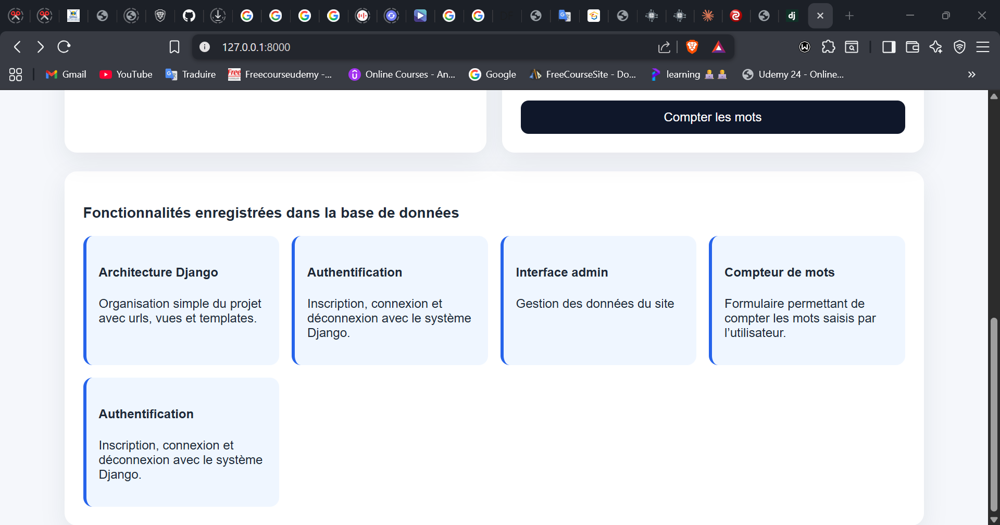 dj
127.0.0.1:8000
Gmail
YouTube
Traduire
Freecourseudemy -...
Online Courses - An...
Google
FreeCourseSite - Do...
learning
Udemy 24 - Online...
Compter les mots
Fonctionnalités enregistrées dans la base de données
Architecture Django
Organisation simple du projet
avec urls, vues et templates.
Authentification
Inscription, connexion et
déconnexion avec le système
Django.
Interface admin
Gestion des données du site
Compteur de mots
Formulaire permettant de
compter les mots saisis par
l’utilisateur.
Authentification
Inscription, connexion et
déconnexion avec le système
Django.